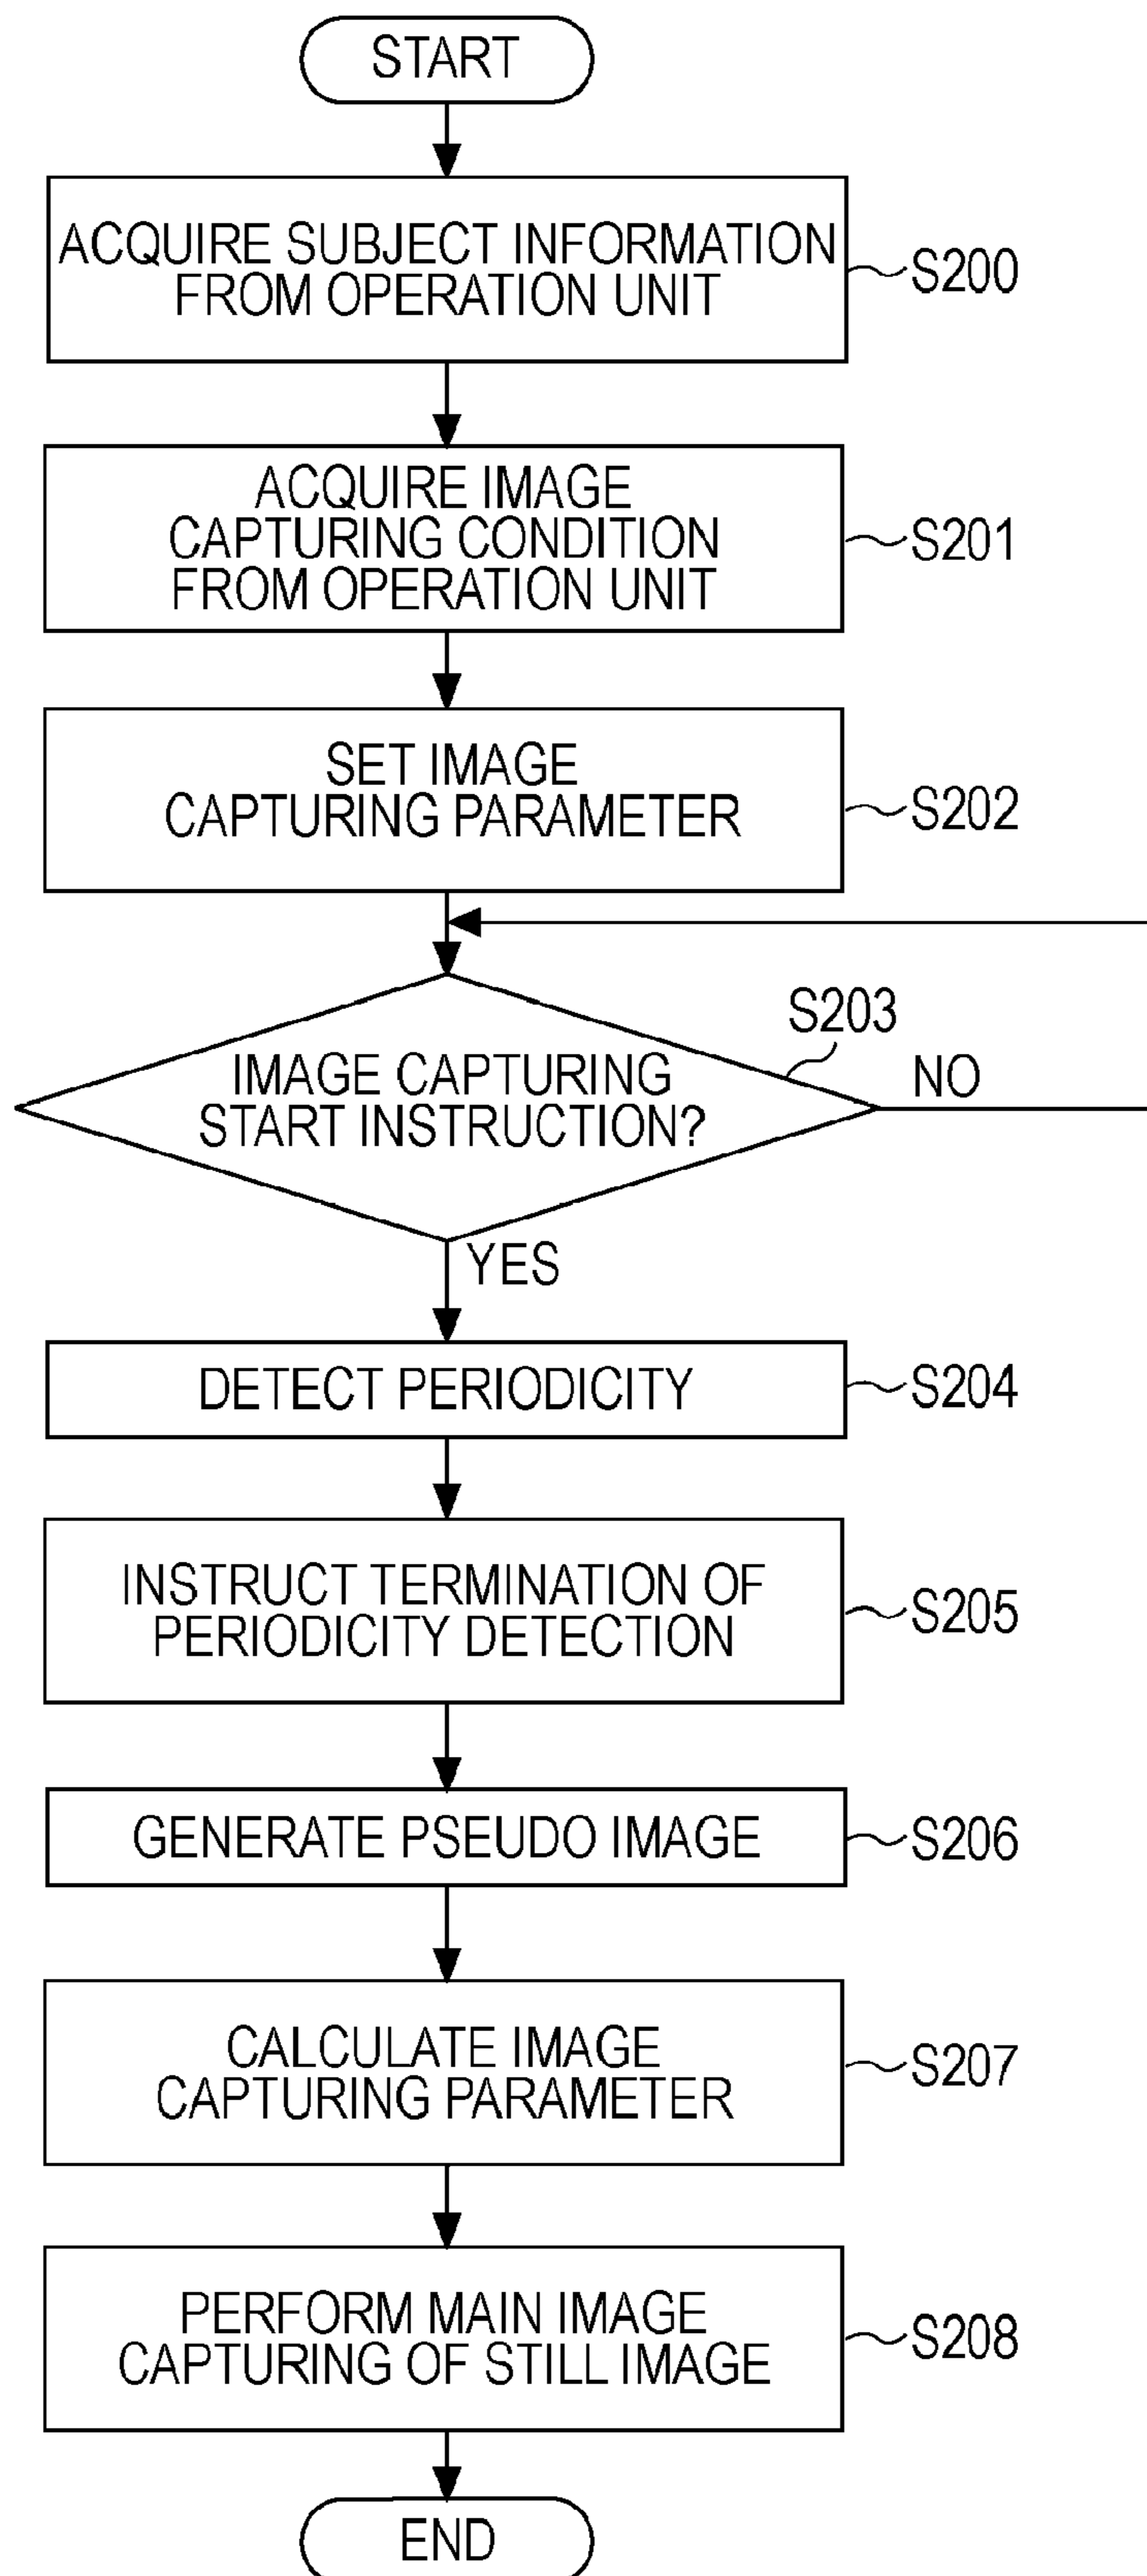 START
ACQUIRE SUBJECT INFORMATION
FROM OPERATION UNIT
S200
ACQUIRE IMAGE
CAPTURING CONDITION
FROM OPERATION UNIT
S201
SET IMAGE
CAPTURING PARAMETER
S202
S203
IMAGE CAPTURING
START INSTRUCTION?
NO
YES
DETECT PERIODICITY
S204
INSTRUCT TERMINATION OF
PERIODICITY DETECTION
S205
GENERATE PSEUDO IMAGE
S206
CALCULATE IMAGE
CAPTURING PARAMETER
S207
PERFORM MAIN IMAGE
CAPTURING OF STILL IMAGE
S208
END